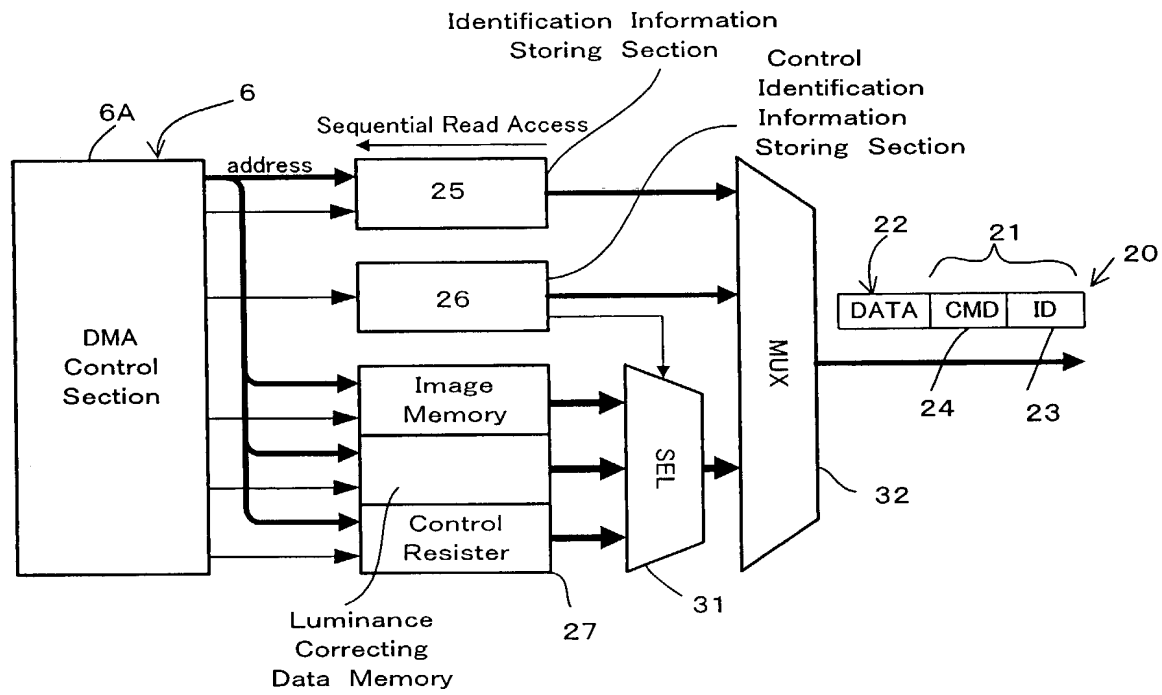 Identification Information
Storing Section
Control
Identification
Information
Storing Section
6A
6
Sequential Read Access
address
25
26
DMA
Control
Section
Image
Memory
Control
Resister
SEL
MUX
22
21
20
DATA CMD ID
24
23
32
31
27
Luminance
Correcting
Data Memory